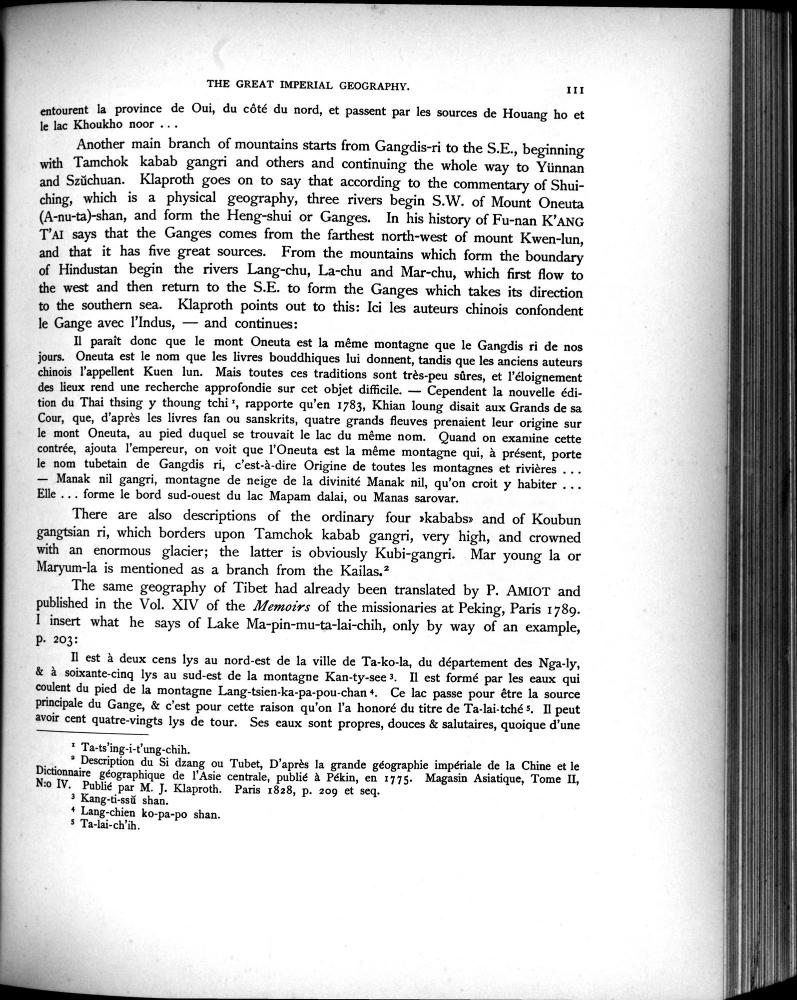 THE GREAT IMPERIAL GEOGRAPHY.
111
entourent la province de Oui, du côté du nord, et passent par les sources de Houang ho et
le lac Khoukho noor ...
Another main branch of mountains starts from Gangdis-ri to the S.E., beginning
with Tamchok kabab gangri and others and continuing the whole way to Yünnan
and Szŭchuan. Klaproth goes on to say that according to the commentary of Shui-
ching, which is a physical geography, three rivers begin S.W. of Mount Oneuta
(A-nu-ta)-shan, and form the Heng-shui or Ganges. In his history of Fu-nan K'ANG
T'AI says that the Ganges comes from the farthest north-west of mount Kwen-lun,
and that it has five great sources. From the mountains which form the boundary
of Hindustan begin the rivers Lang-chu, La-chu and Mar-chu, which first flow to
the west and then return to the S.E. to form the Ganges which takes its direction
to the southern sea. Klaproth points out to this: Ici les auteurs chinois confondent
le Gange avec l'Indus, — and continues:
Il paraît donc que le mont Oneuta est la même montagne que le Gangdis ri de nos
jours. Oneuta est le nom que les livres bouddhiques lui donnent, tandis que les anciens auteurs
chinois l'appellent Kuen lun. Mais toutes ces traditions sont très-peu sûres, et l'éloignement
des lieux rend une recherche approfondie sur cet objet difficile. — Cependent la nouvelle édi-
tion du Thai thsing y thoung tchi ¹, rapporte qu'en 1783, Khian loung disait aux Grands de sa
Cour, que, d'après les livres fan ou sanskrits, quatre grands fleuves prenaient leur origine sur
le mont Oneuta, au pied duquel se trouvait le lac du même nom. Quand on examine cette
contrée, ajouta l'empereur, on voit que l'Oneuta est la même montagne qui, à présent, porte
le nom tubetain de Gangdis ri, c'est-à-dire Origine de toutes les montagnes et rivières ...
— Manak nil gangri, montagne de neige de la divinité Manak nil, qu'on croit y habiter ...
Elle ... forme le bord sud-ouest du lac Mapam dalai, ou Manas sarovar.
There are also descriptions of the ordinary four »kababs» and of Koubun
gangtsian ri, which borders upon Tamchok kabab gangri, very high, and crowned
with an enormous glacier; the latter is obviously Kubi-gangri. Mar young la or
Maryum-la is mentioned as a branch from the Kailas.²
The same geography of Tibet had already been translated by P. AMIOT and
published in the Vol. XIV of the Memoirs of the missionaries at Peking, Paris 1789.
I insert what he says of Lake Ma-pin-mu-ta-lai-chih, only by way of an example,
p. 203:
Il est à deux cens lys au nord-est de la ville de Ta-ko-la, du département des Nga-ly,
& à soixante-cinq lys au sud-est de la montagne Kan-ty-see ³. Il est formé par les eaux qui
coulent du pied de la montagne Lang-tsien-ka-pa-pou-chan ⁴. Ce lac passe pour être la source
principale du Gange, & c'est pour cette raison qu'on l'a honoré du titre de Ta-lai-tché ⁵. Il peut
avoir cent quatre-vingts lys de tour. Ses eaux sont propres, douces & salutaires, quoique d'une
¹ Ta-ts'ing-i-t'ung-chih.
² Description du Si dzang ou Tubet, D'après la grande géographie impériale de la Chine et le
Dictionnaire géographique de l'Asie centrale, publié à Pékin, en 1775. Magasin Asiatique, Tome II,
N:o IV. Publié par M. J. Klaproth. Paris 1828, p. 209 et seq.
³ Kang-ti-ssŭ shan.
⁴ Lang-chien ko-pa-po shan.
⁵ Ta-lai-ch'ih.